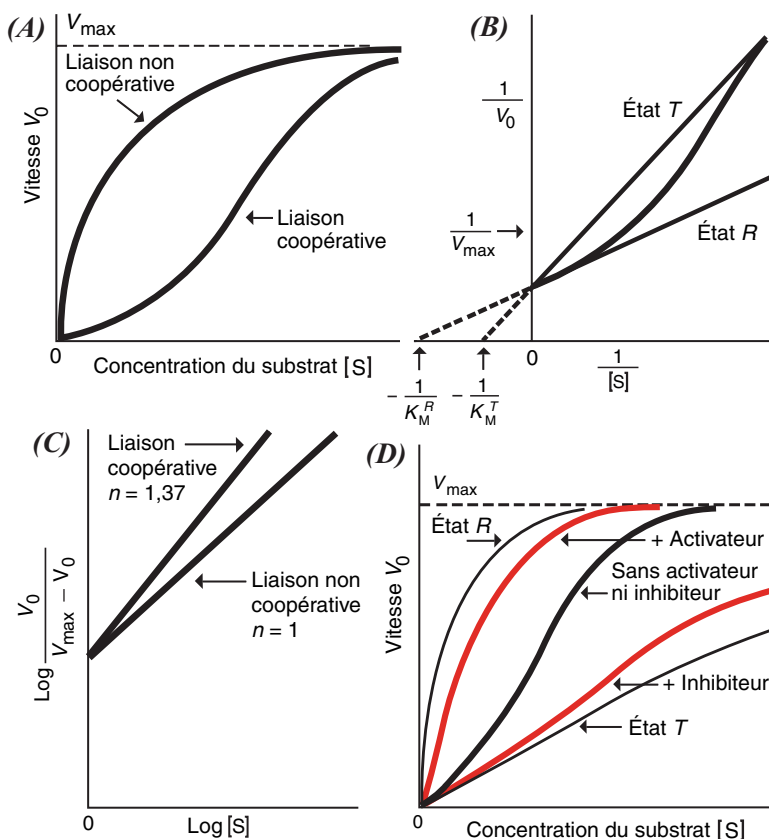 (A)
Vmax
Liaison non
coopérative
Liaison
coopérative
Vitesse V0
0
Concentration du substrat [S]
(B)
1
V0
État T
1
Vmax
État R
0
1
[S]
- 1
KM^R
- 1
KM^T
(C)
Liaison
coopérative
n = 1,37
Liaison non
coopérative
n = 1
Log V0
Vmax – V0
0
Log [S]
(D)
Vmax
État R
+ Activateur
Sans activateur
ni inhibiteur
+ Inhibiteur
État T
Vitesse V0
0
Concentration du substrat [S]